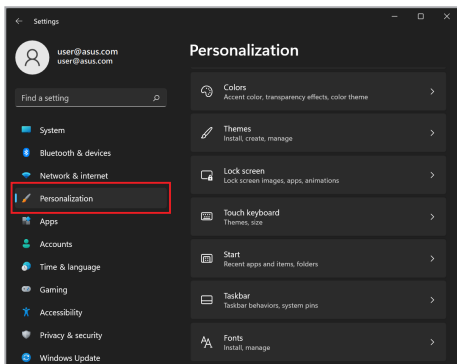 Settings
user@asus.com
user@asus.com
Find a setting
System
Bluetooth & devices
Network & internet
Personalization
Apps
Accounts
Time & language
Gaming
Accessibility
Privacy & security
Windows Update
Personalization
Colors
Accent color, transparency effects, color theme
Themes
Install, create, manage
Lock screen
Lock screen images, apps, animations
Touch keyboard
Themes, size
Start
Recent apps and items, folders
Taskbar
Taskbar behaviors, system pins
Fonts
Install, manage